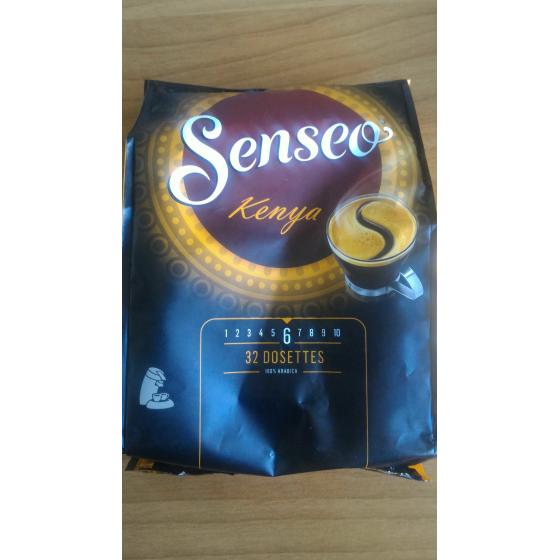 Senseo
Kenya
1 2 3 4 5 6 7 8 9 10
32 DOSETTES
100% ARABICA